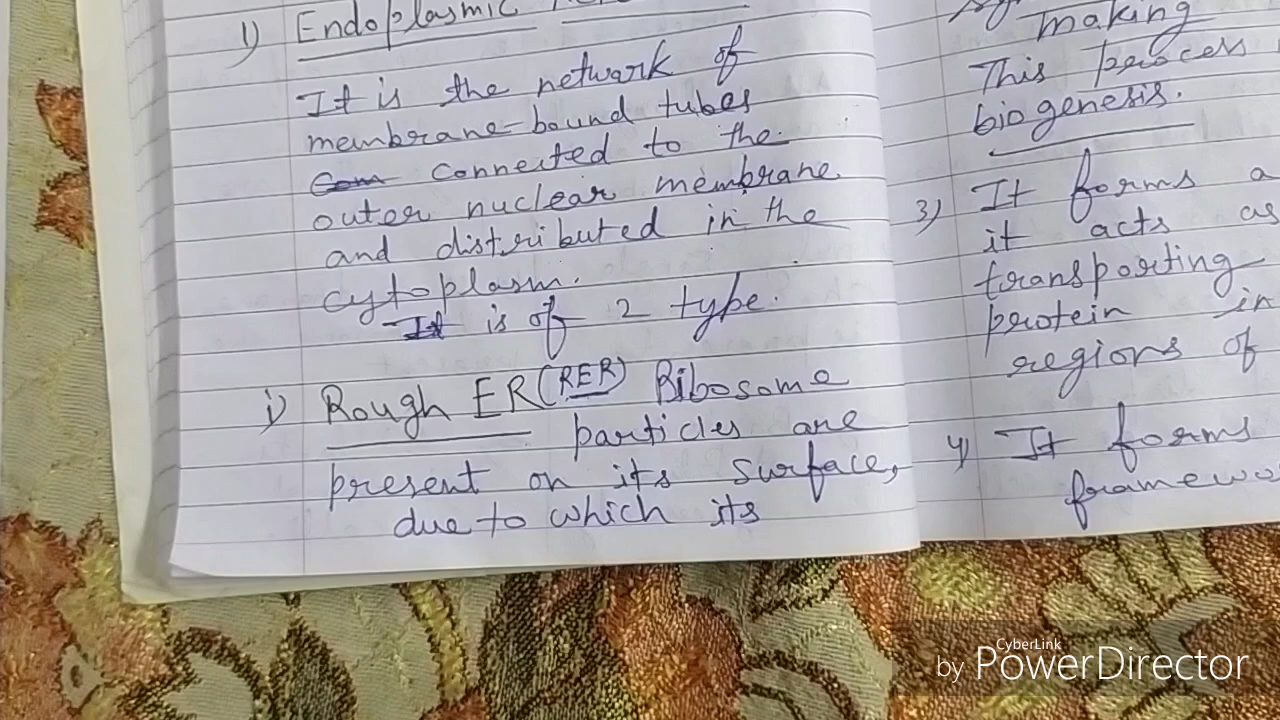 1) Endoplasmic
It is the network of
membrane-bound tubes
Com connected to the
outer nuclear membrane
and distributed in the
cytoplasm.
It is of 2 type.
i) Rough ER (RER) Ribosome
particles are
present on its surface,
due to which its
making
This process
biogenesis.
3) It forms a
it acts as
transporting
protein in
regions of
4) It forms
framewo
CyberLink
by PowerDirector